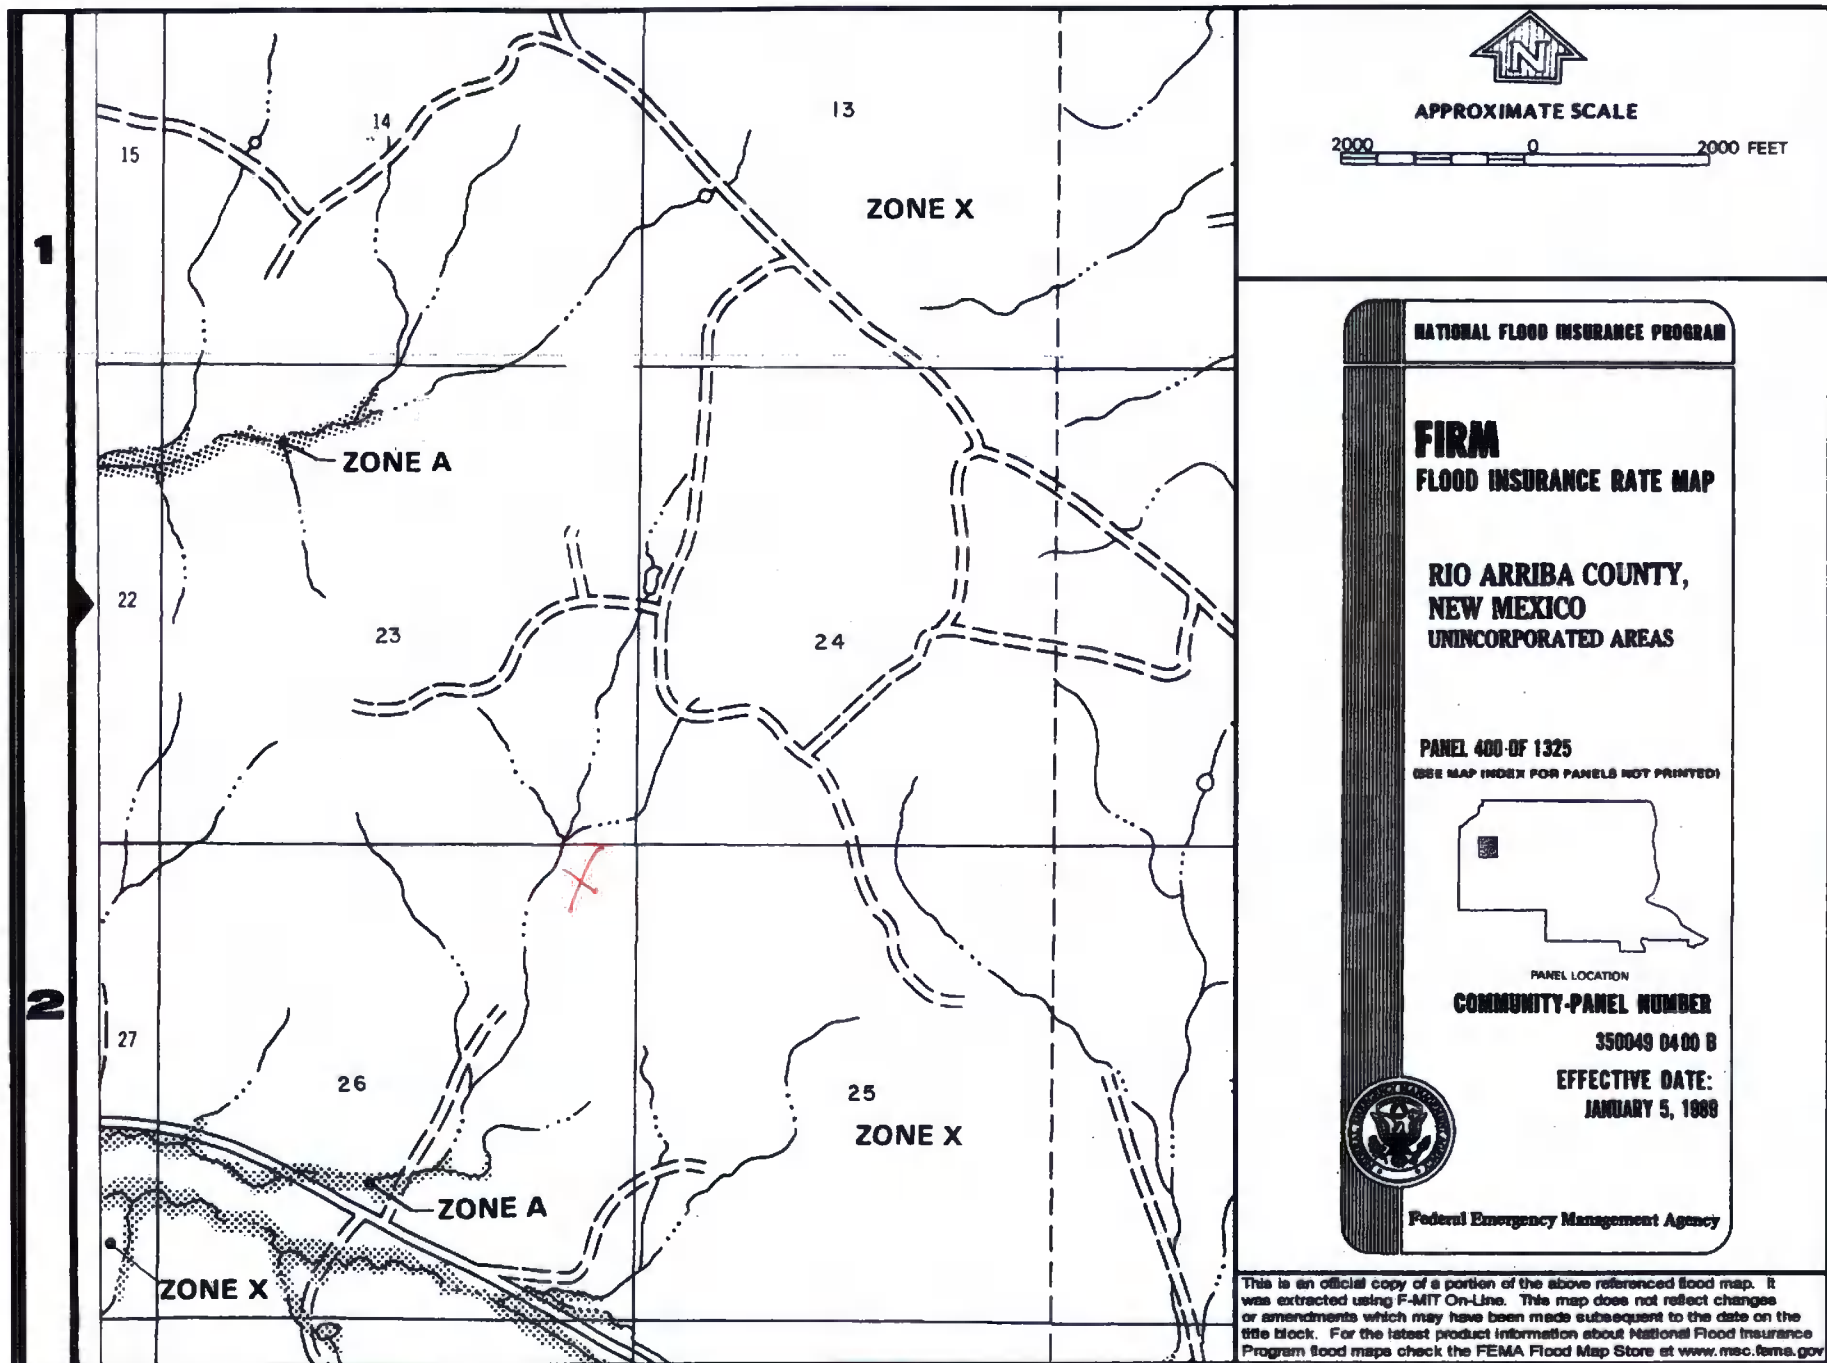 1
2
15
14
13
ZONE X
ZONE A
22
23
24
27
26
25
ZONE X
ZONE A
ZONE X
N
APPROXIMATE SCALE
2000 0 2000 FEET
NATIONAL FLOOD INSURANCE PROGRAM
FIRM
FLOOD INSURANCE RATE MAP
RIO ARRIBA COUNTY,
NEW MEXICO
UNINCORPORATED AREAS
PANEL 400 OF 1325
(SEE MAP INDEX FOR PANELS NOT PRINTED)
PANEL LOCATION
COMMUNITY-PANEL NUMBER
350049 0400 B
EFFECTIVE DATE:
JANUARY 5, 1989
Federal Emergency Management Agency
This is an official copy of a portion of the above referenced flood map. It
was extracted using F-MIT On-Line. This map does not reflect changes
or amendments which may have been made subsequent to the date on the
title block. For the latest product information about National Flood Insurance
Program flood maps check the FEMA Flood Map Store at www.msc.fema.gov